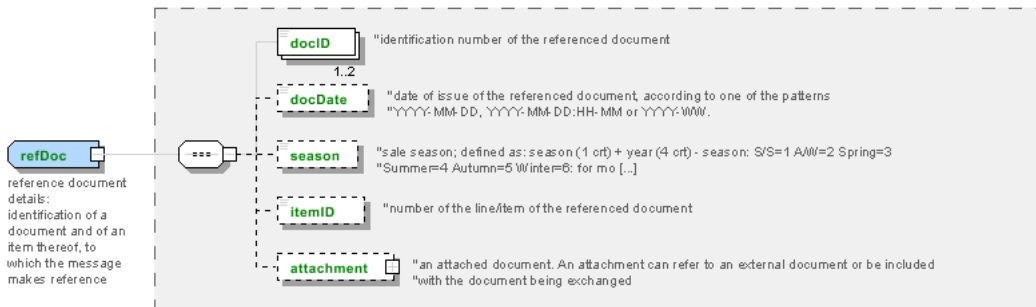 docID
"identification number of the referenced document
1..2
docDate
"date of issue of the referenced document, according to one of the patterns
"YYYY-MM-DD, YYYY-MM-DD:HH-MM or YYYY-WW.
refDoc
reference document
details:
identification of a
document and of an
item thereof, to
which the message
makes reference
season
"sale season; defined as: season (1 crt) + year (4 crt) - season: S/S=1 A/W=2 Spring=3
"Summer=4 Autumn=5 Winter=6: for mo [...]
itemID
"number of the line/item of the referenced document
attachment
"an attached document. An attachment can refer to an external document or be included
"with the document being exchanged